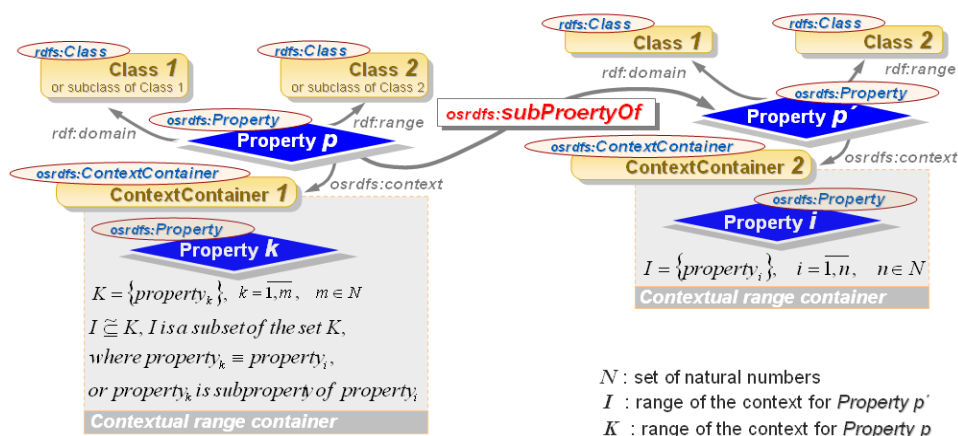 rdfs:Class
Class 1
or subclass of Class 1
rdfs:Class
Class 2
or subclass of Class 2
rdf:domain
rdf:range
osrdfs:Property
Property p
osrdfs:subProertyOf
rdfs:Class
Class 1
rdfs:Class
Class 2
rdf:domain
rdf:range
osrdfs:Property
Property p´
osrdfs:context
osrdfs:ContextContainer
ContextContainer 1
osrdfs:context
osrdfs:ContextContainer
ContextContainer 2
osrdfs:Property
Property k
K = {property_k}, k = \overline{1,m}, m ∈ N
I ⊆̃ K, I is a subset of the set K,
where property_k ≡ property_i,
or property_k is subproperty of property_i
Contextual range container
osrdfs:Property
Property i
I = {property_i}, i = \overline{1,n}, n ∈ N
Contextual range container
N : set of natural numbers
I : range of the context for Property p´
K : range of the context for Property p